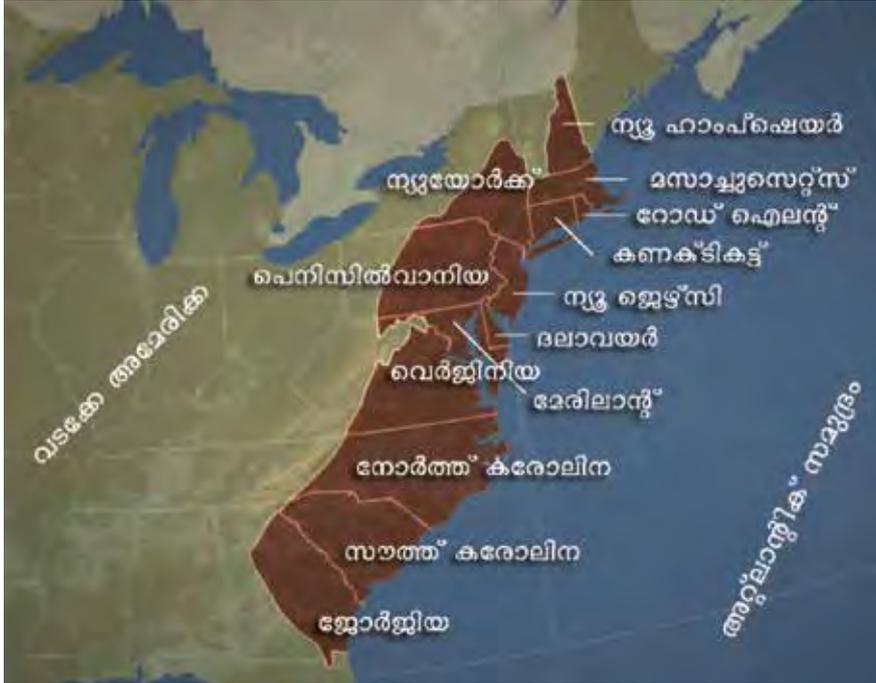 ന്യൂ ഹാംപ്ഷെയർ
ന്യുയോർക്ക്
മസാച്ചുസെറ്റ്സ്
റോഡ് ഐലന്റ്
കണക്ടികട്ട്
പെനിസിൽവാനിയ
ന്യൂ ജെഴ്സി
ദലാവയർ
വെർജിനിയ
മേരിലാന്റ്
വടക്കേ അമേരിക്ക
നോർത്ത് കരോലിന
സൗത്ത് കരോലിന
ജോർജ്ജിയ
അറ്റ്ലാന്റിക് സമുദ്രം